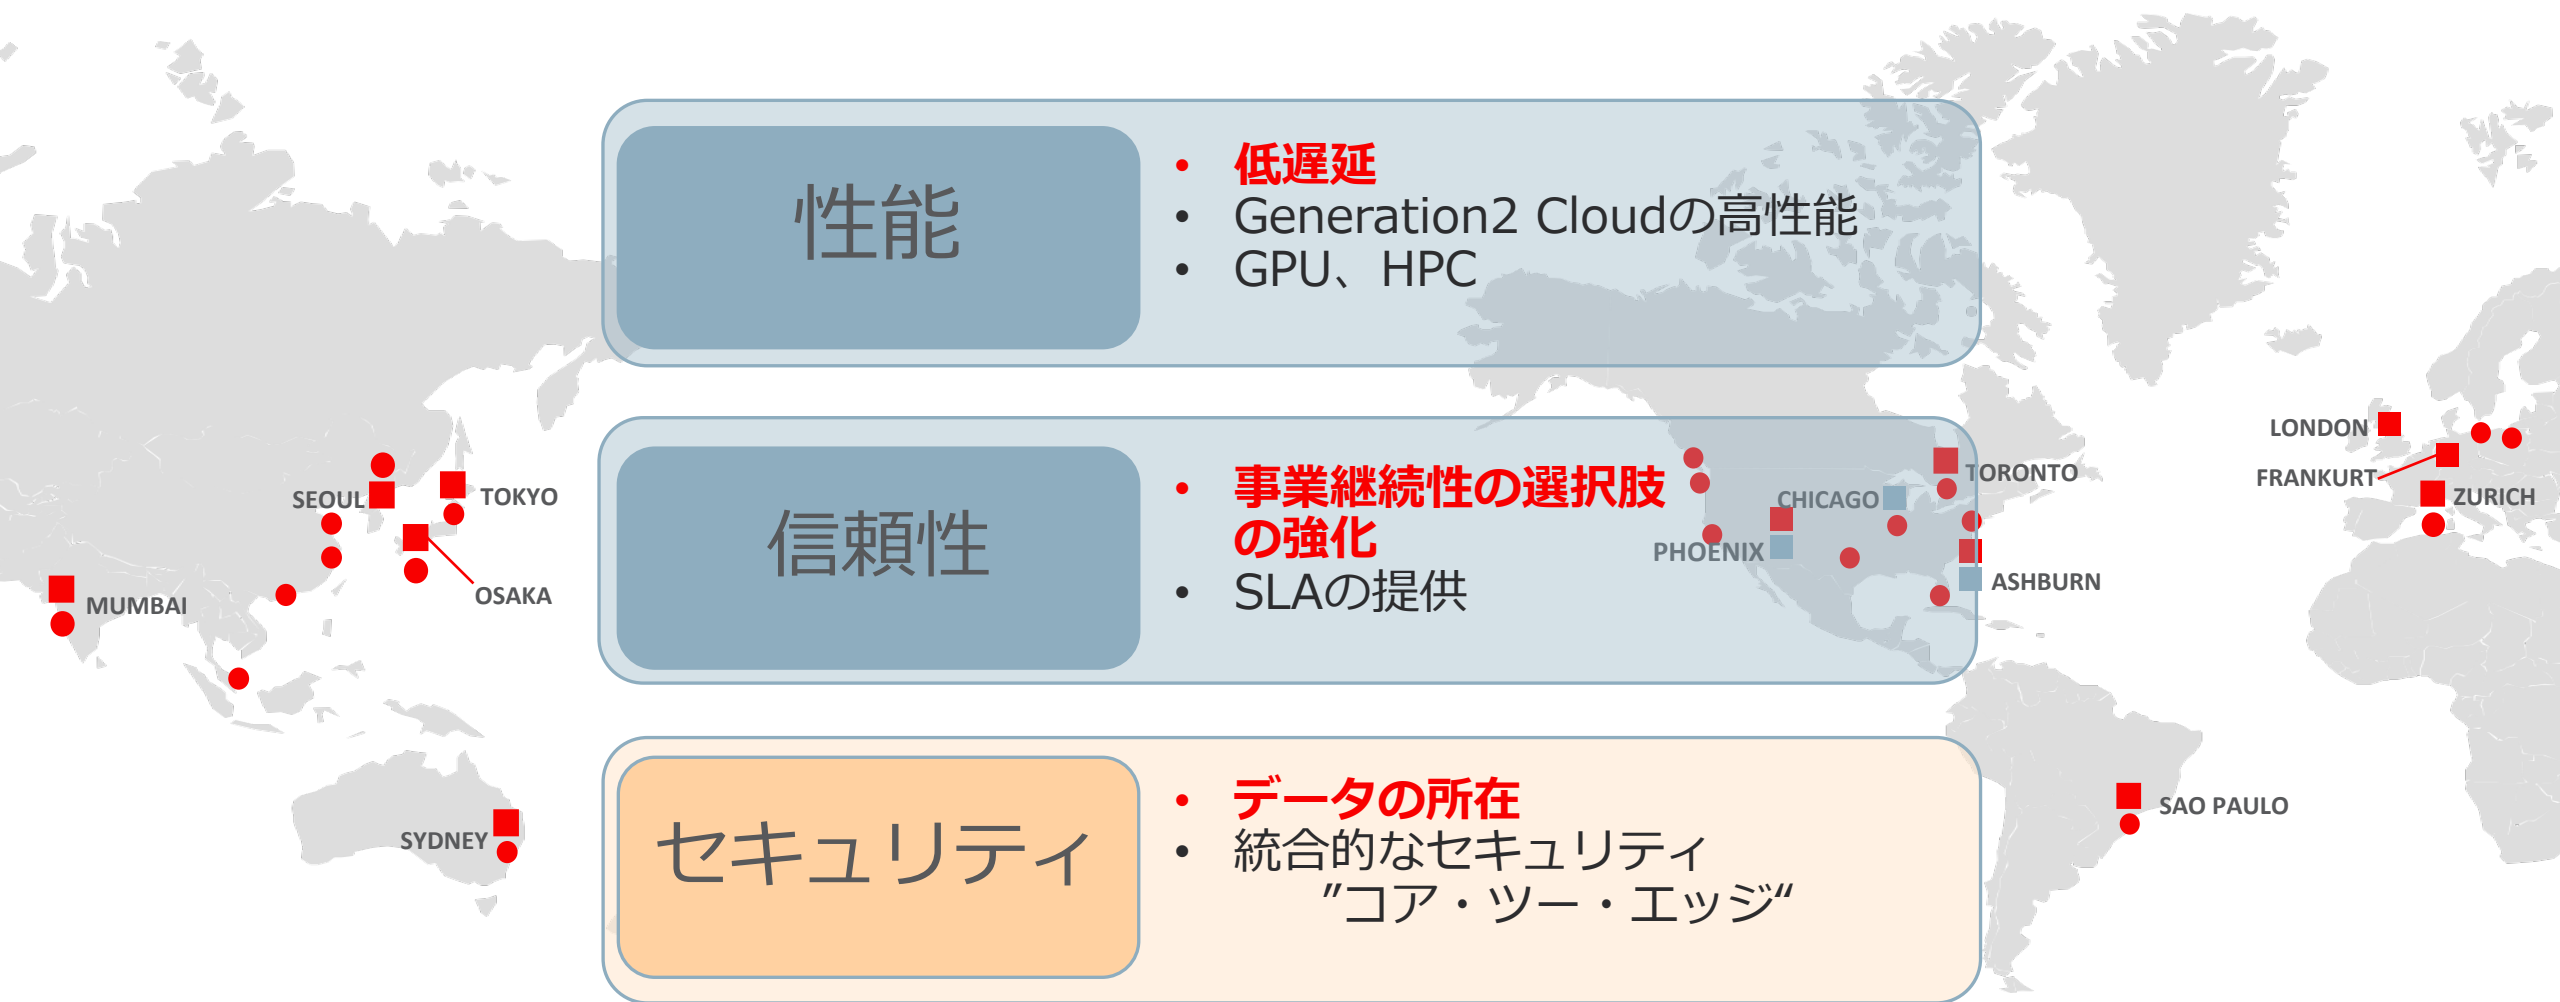 性能
• 低遅延
• Generation2 Cloudの高性能
• GPU、HPC
信頼性
• 事業継続性の選択肢
の強化
• SLAの提供
セキュリティ
• データの所在
• 統合的なセキュリティ
”コア・ツー・エッジ“
SEOUL
TOKYO
OSAKA
MUMBAI
SYDNEY
CHICAGO
TORONTO
PHOENIX
ASHBURN
LONDON
FRANKURT
ZURICH
SAO PAULO